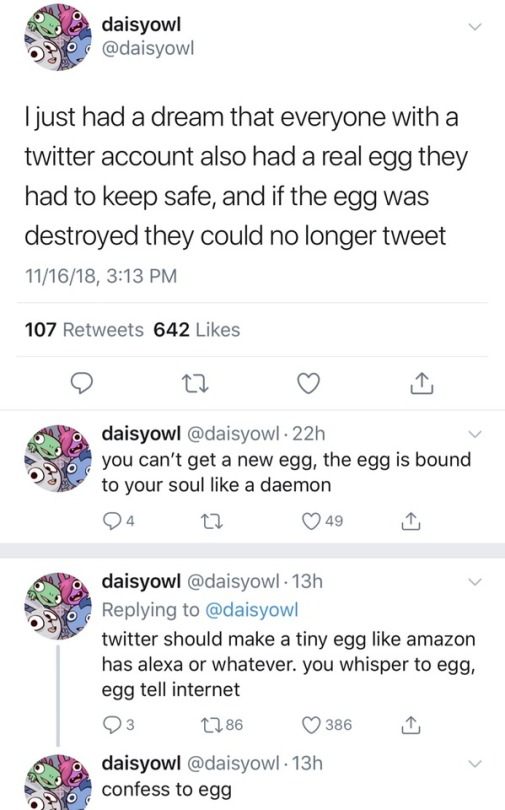 daisyowl
@daisyowl
I just had a dream that everyone with a
twitter account also had a real egg they
had to keep safe, and if the egg was
destroyed they could no longer tweet
11/16/18, 3:13 PM
107 Retweets 642 Likes
daisyowl @daisyowl · 22h
you can't get a new egg, the egg is bound
to your soul like a daemon
4 49
daisyowl @daisyowl · 13h
Replying to @daisyowl
twitter should make a tiny egg like amazon
has alexa or whatever. you whisper to egg,
egg tell internet
3 86 386
daisyowl @daisyowl · 13h
confess to egg